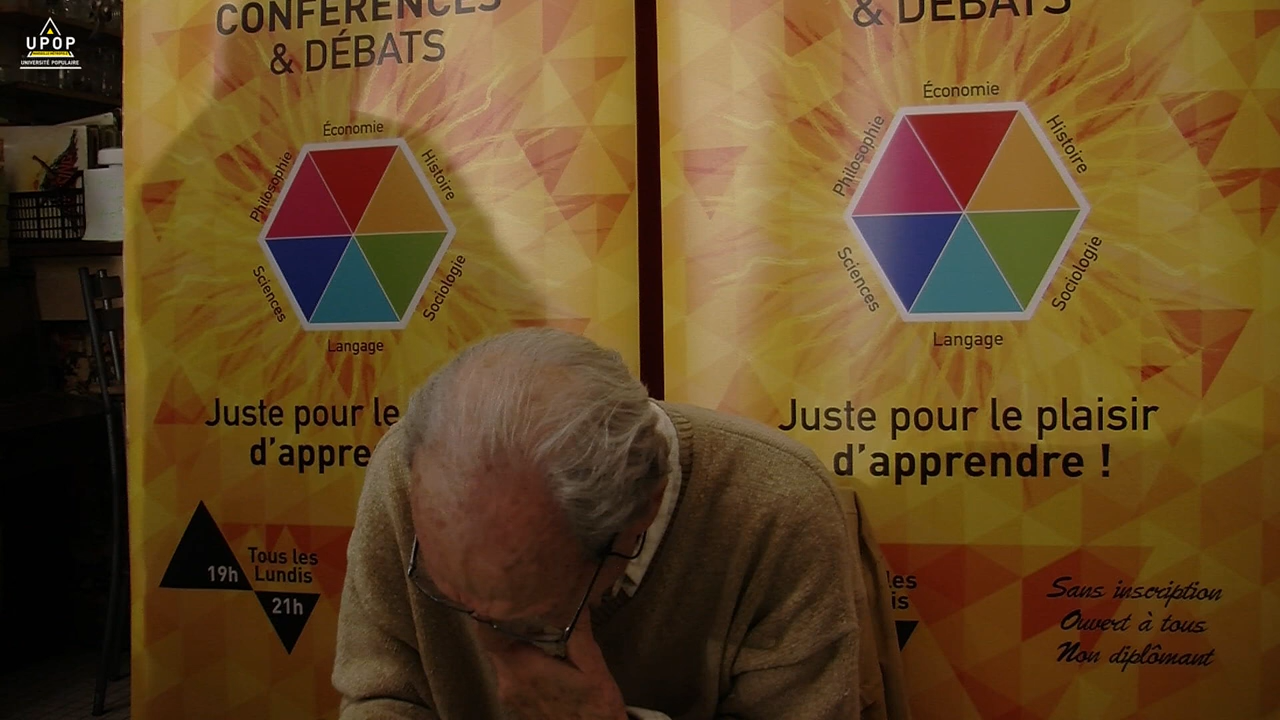 UPOP
UNIVERSITÉ POPULAIRE
CONFÉRENCES
& DÉBATS
Économie
Histoire
Sociologie
Langage
Sciences
Philosophie
Juste pour le
d'appre
19h
Tous les
Lundis
21h
& DÉBATS
Économie
Histoire
Sociologie
Langage
Sciences
Philosophie
Juste pour le plaisir
d'apprendre !
les
is
Sans inscription
Ouvert à tous
Non diplômant